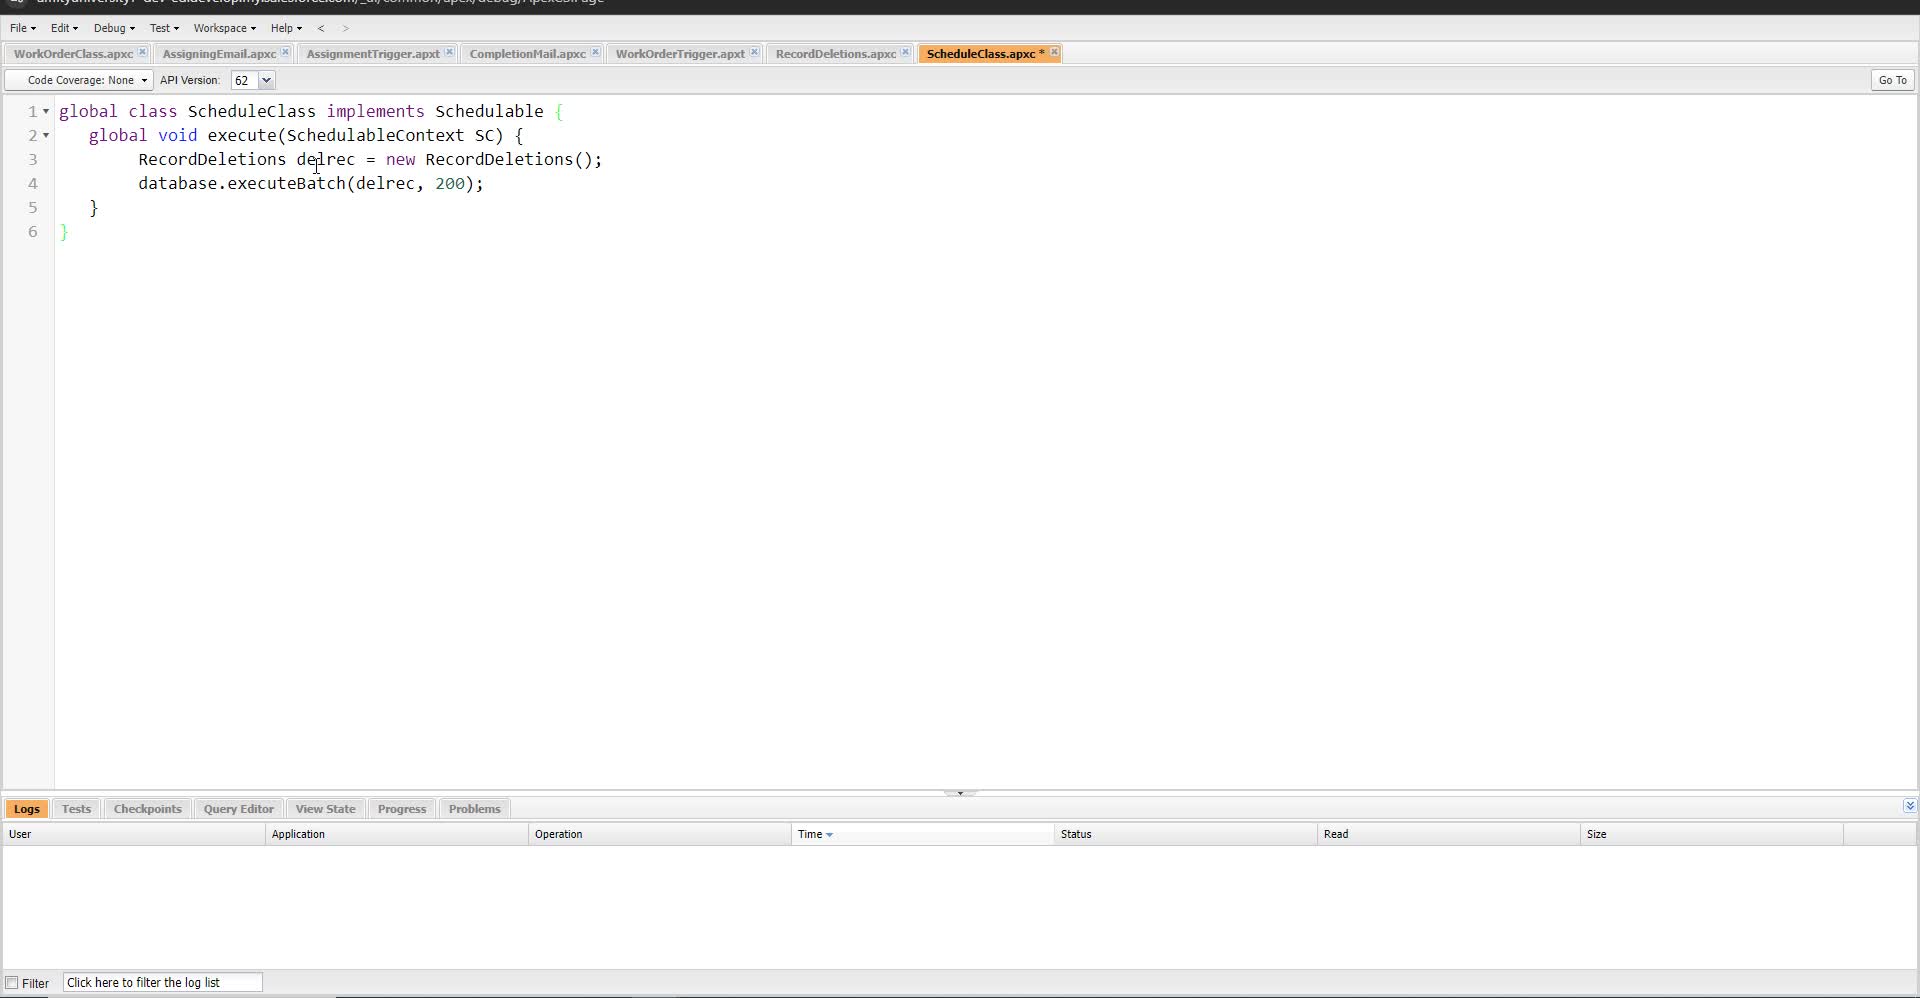 File Edit Debug Test Workspace Help < >
WorkOrderClass.apxc AssigningEmail.apxc AssignmentTrigger.apxt CompletionMail.apxc WorkOrderTrigger.apxt RecordDeletions.apxc ScheduleClass.apxc *
Code Coverage: None API Version: 62 Go To
1 global class ScheduleClass implements Schedulable {
2 global void execute(SchedulableContext SC) {
3 RecordDeletions delrec = new RecordDeletions();
4 database.executeBatch(delrec, 200);
5 }
6 }
Logs Tests Checkpoints Query Editor View State Progress Problems
User Application Operation Time Status Read Size
Filter Click here to filter the log list